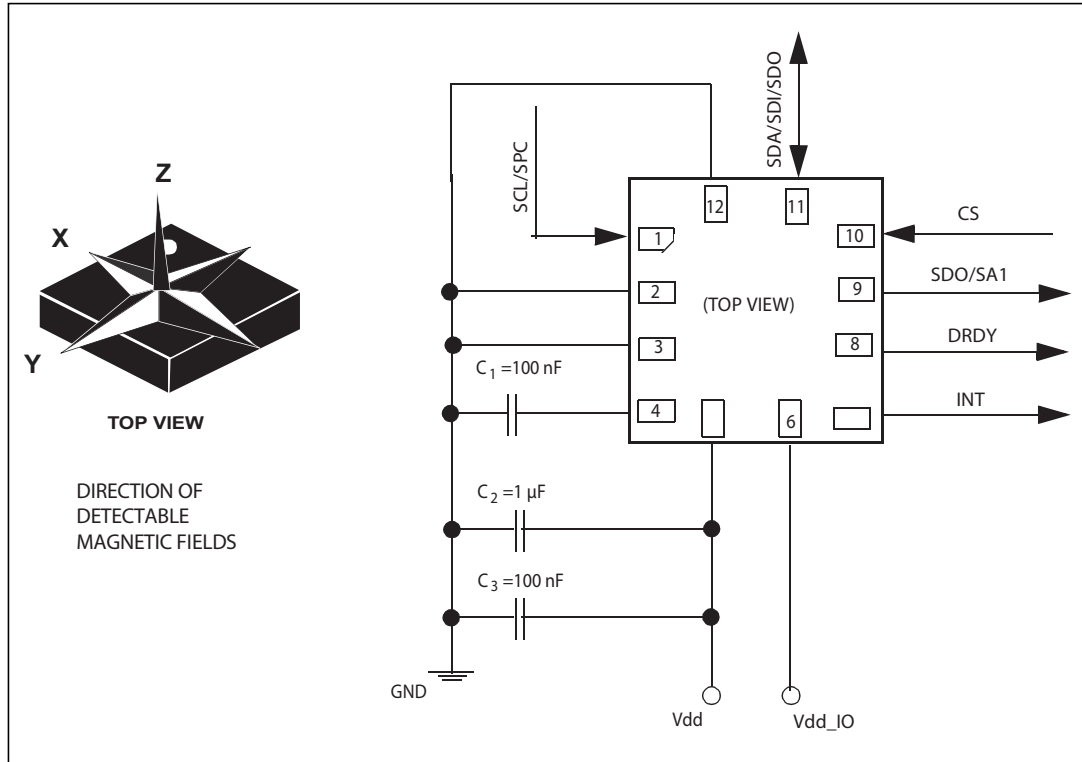 Z
X
Y
TOP VIEW
DIRECTION OF
DETECTABLE
MAGNETIC FIELDS
SCL/SPC
SDA/SDI/SDO
12
11
1
10
CS
2
9
SDO/SA1
(TOP VIEW)
3
8
DRDY
C1 =100 nF
4
6
INT
C2 =1 µF
C3 =100 nF
GND
Vdd
Vdd_IO